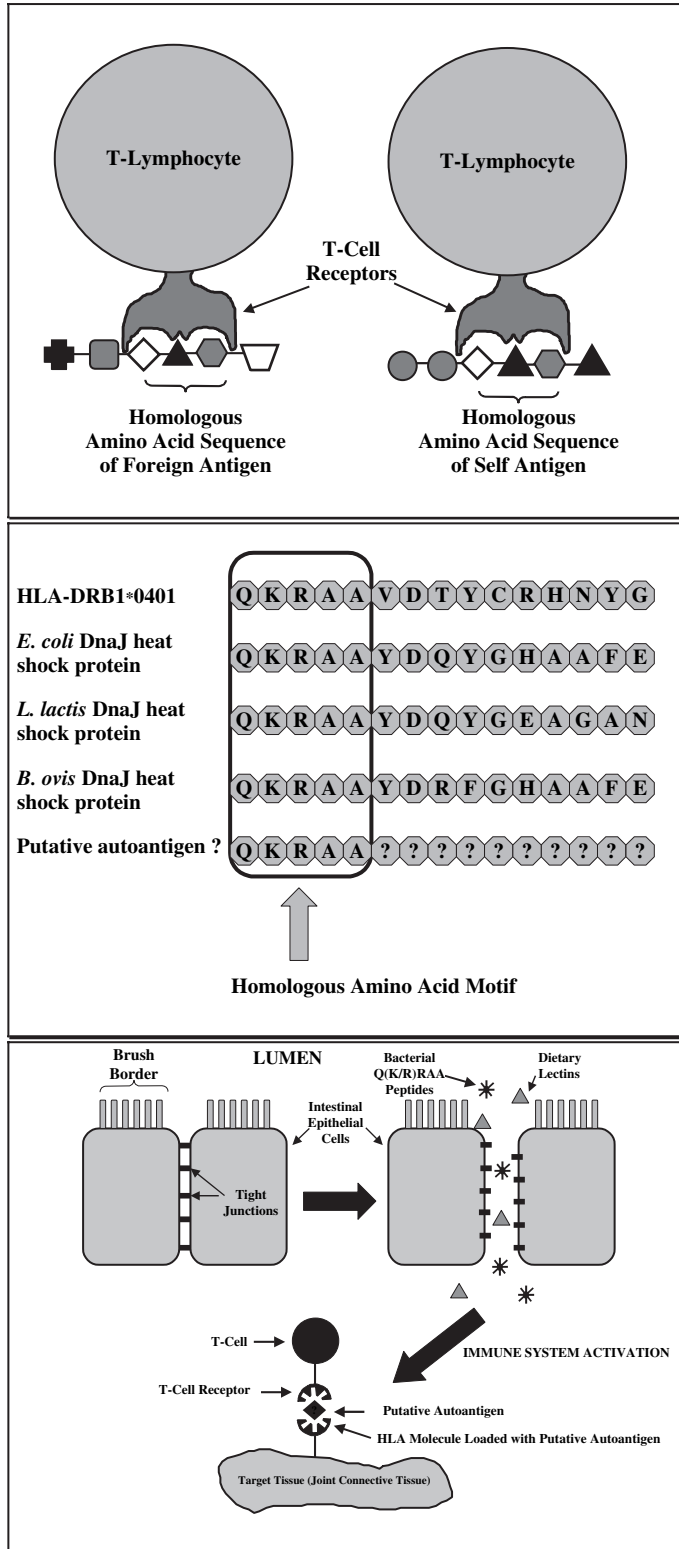 T-Lymphocyte
T-Lymphocyte
T-Cell
Receptors
Homologous
Amino Acid Sequence
of Foreign Antigen
Homologous
Amino Acid Sequence
of Self Antigen
HLA-DRB1*0401
Q K R A A V D T Y C R H N Y G
E. coli DnaJ heat
shock protein
Q K R A A Y D Q Y G H A A F E
L. lactis DnaJ heat
shock protein
Q K R A A Y D Q Y G E A G A N
B. ovis DnaJ heat
shock protein
Q K R A A Y D R F G H A A F E
Putative autoantigen ?
Q K R A A ? ? ? ? ? ? ? ? ? ?
Homologous Amino Acid Motif
Brush
Border
LUMEN
Bacterial
Q(K/R)RAA
Peptides
Dietary
Lectins
Intestinal
Epithelial
Cells
Tight
Junctions
IMMUNE SYSTEM ACTIVATION
T-Cell
T-Cell Receptor
?
Putative Autoantigen
HLA Molecule Loaded with Putative Autoantigen
Target Tissue (Joint Connective Tissue)